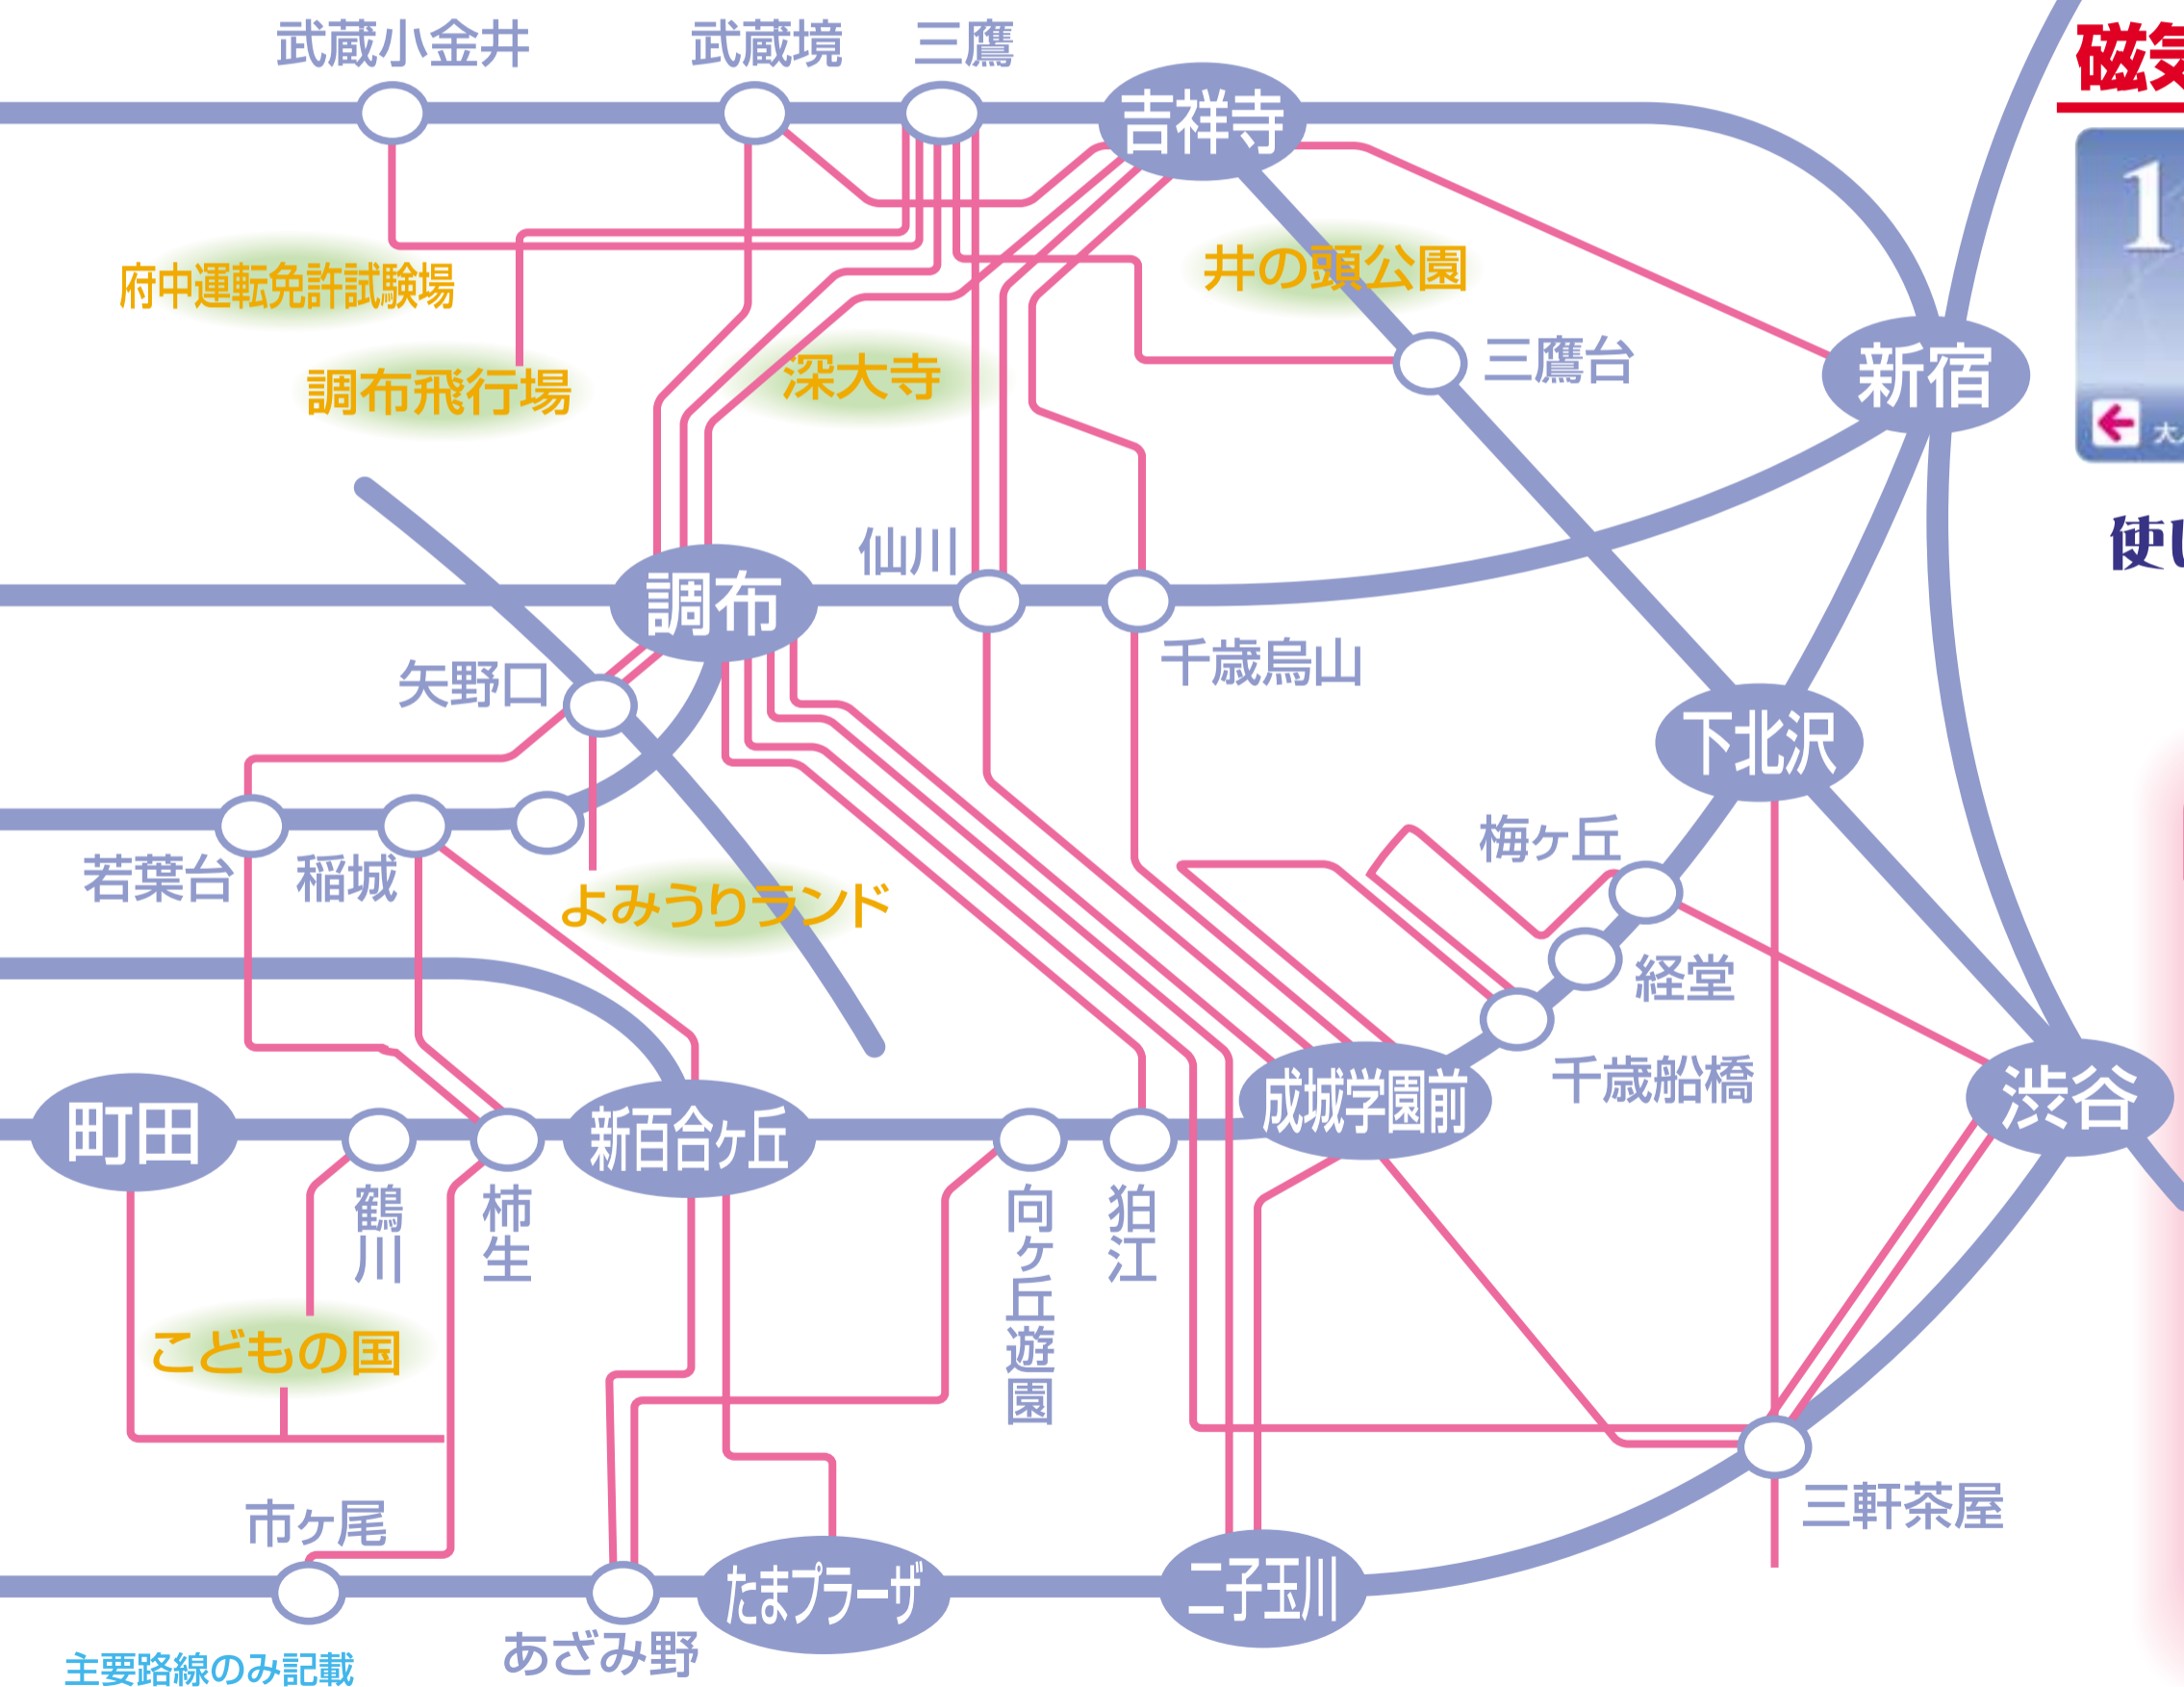 武蔵小金井
武蔵境
三鷹
吉祥寺
磁気
1
府中運転免許試験場
井の頭公園
調布飛行場
深大寺
三鷹台
新宿
大人
仙川
使い
調布
千歳烏山
矢野口
下北沢
梅ヶ丘
若葉台
稲城
よみうりランド
経堂
千歳船橋
成城学園前
渋谷
町田
新百合ヶ丘
鶴川
柿生
向ヶ丘遊園
狛江
こどもの国
市ヶ尾
三軒茶屋
たまプラーザ
二子玉川
あざみ野
主要路線のみ記載